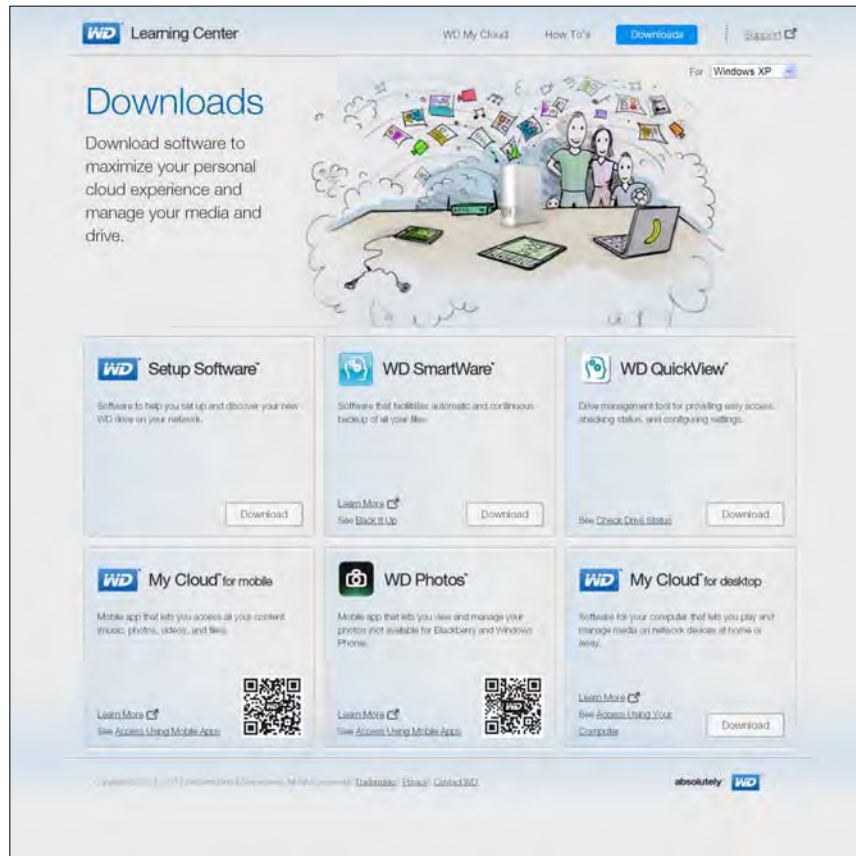 WD Learning Center
WD My Cloud How To's Downloads Support
For Windows XP
Downloads
Download software to
maximize your personal
cloud experience and
manage your media and
drive.
WD Setup Software™
Software to help you set up and discover your new
WD drive on your network.
Download
WD SmartWare™
Software that facilitates automatic and continuous
backup of all your files.
Learn More
See Back It Up
Download
WD QuickView™
Drive management tool for providing easy access,
checking status, and configuring settings.
See Check Drive Status
Download
WD My Cloud™ for mobile
Mobile app that lets you access all your content
(music, photos, videos, and files).
Learn More
See Access Using Mobile Apps
WD Photos™
Mobile app that lets you view and manage your
photos (not available for Blackberry and Windows
Phone).
Learn More
See Access Using Mobile Apps
WD
WD My Cloud™ for desktop
Software for your computer that lets you play and
manage media on network devices at home or
away.
Learn More
See Access Using Your
Computer
Download
Trademarks | Privacy | Contact WD
absolutely WD